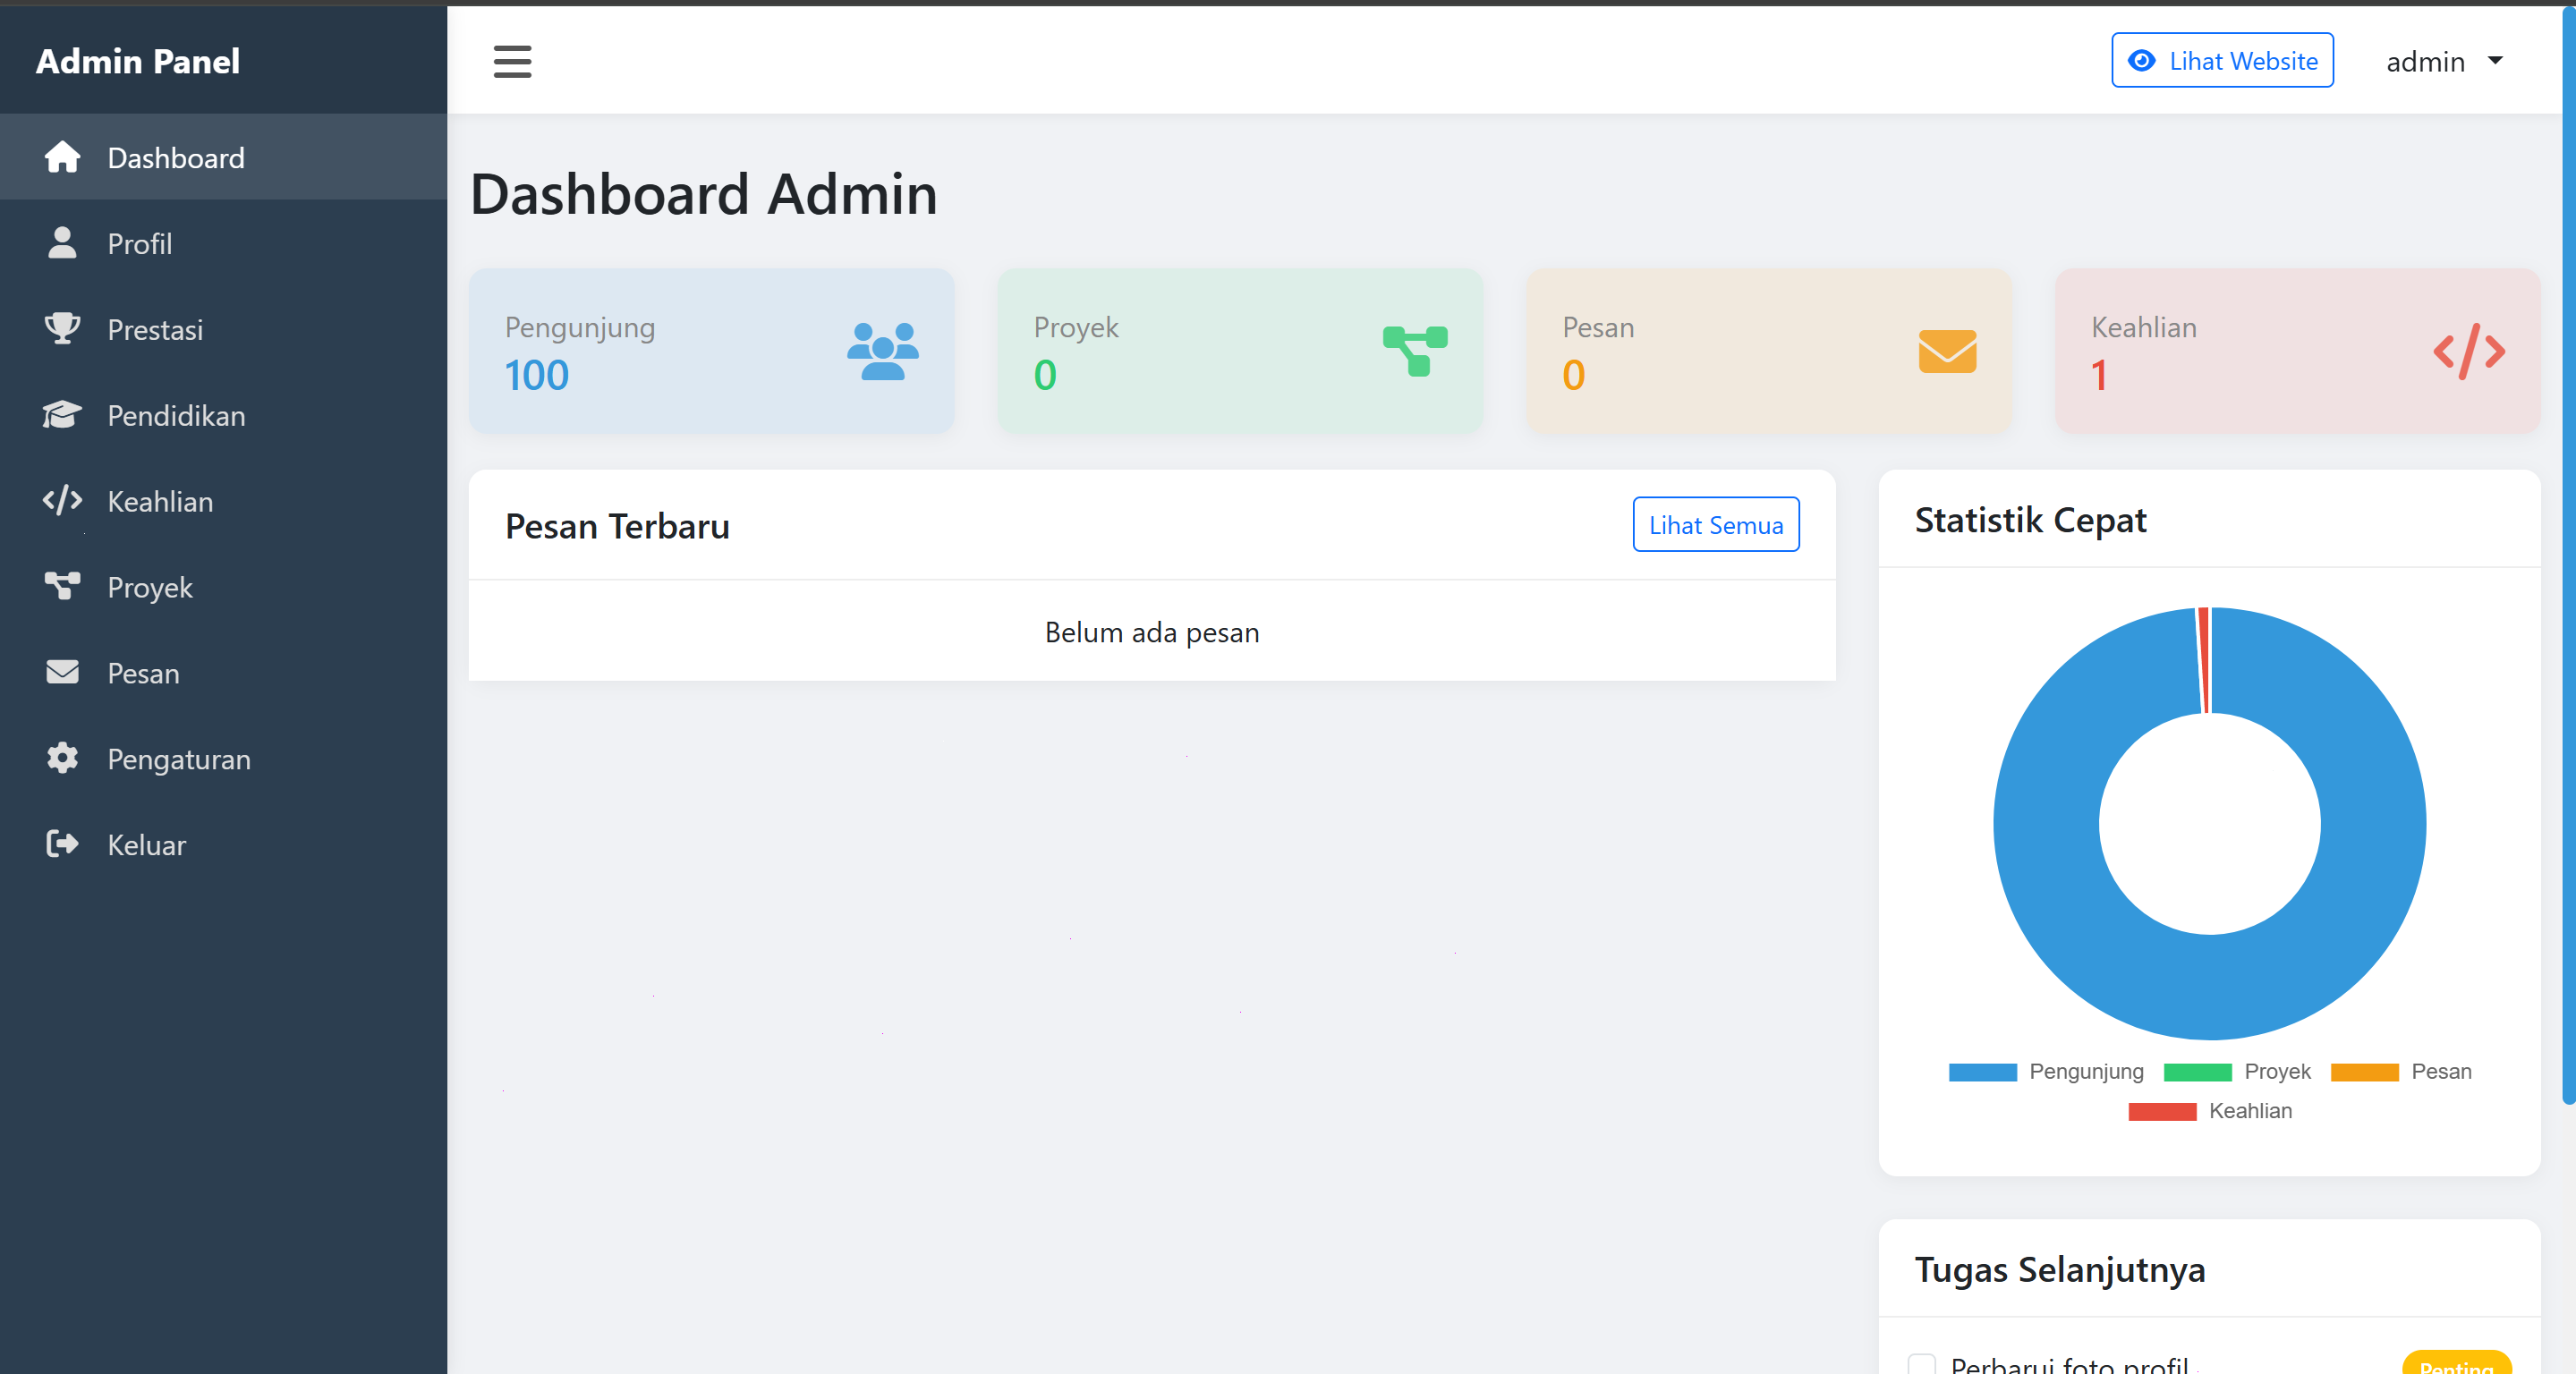 Admin Panel
Lihat Website
admin
Dashboard
Profil
Prestasi
Pendidikan
Keahlian
Proyek
Pesan
Pengaturan
Keluar
Dashboard Admin
Pengunjung
100
Proyek
0
Pesan
0
Keahlian
1
Pesan Terbaru
Lihat Semua
Belum ada pesan
Statistik Cepat
Pengunjung
Proyek
Pesan
Keahlian
Tugas Selanjutnya
Perbarui foto profil
Penting